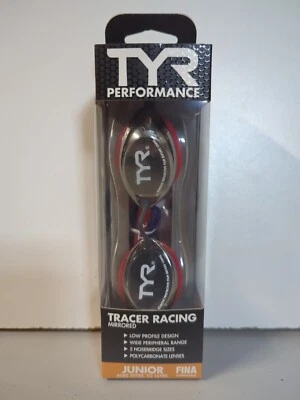 TYR
PERFORMANCE
TYR
TYR
TRACER RACING
MIRRORED
• LOW PROFILE DESIGN
• WIDE PERIPHERAL RANGE
• 5 NOSEBRIDGE SIZES
• POLYCARBONATE LENSES
JUNIOR
FINA